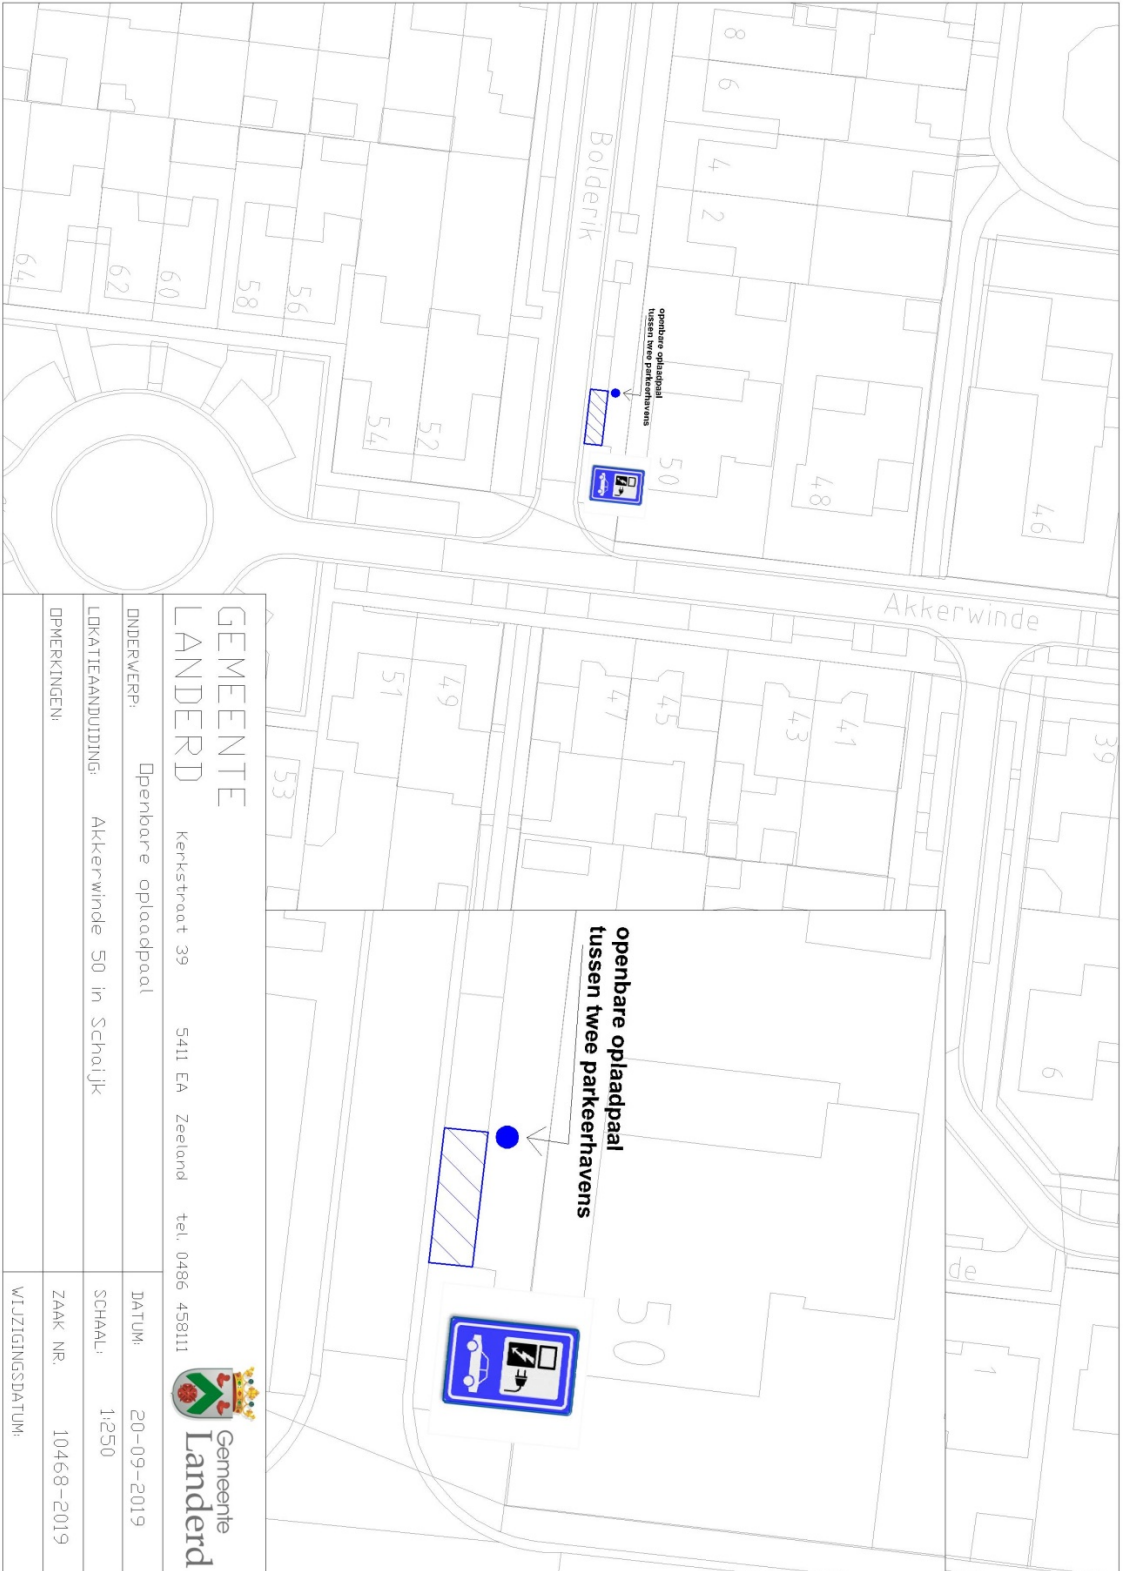 8
6
4
2
Bolderik
64
62
60
58
56
54
52
50
48
46
openbare oplaadpaal
tussen twee parkeerhavens
Akkerwinde
51
49
47
45
43
41
39
53
6
de
1
openbare oplaadpaal
tussen twee parkeerhavens
50
GEMEENTE
LANDERD
Kerkstraat 39 5411 EA Zeeland tel. 0486 458111
Gemeente
Landerd
ONDERWERP: Openbare oplaadpaal
DATUM: 20-09-2019
LOKATIEAANDUIDING: Akkerwinde 50 in Schaijk
SCHAAL: 1:250
OPMERKINGEN:
ZAAK NR. 10468-2019
WIJZIGINGSDATUM: